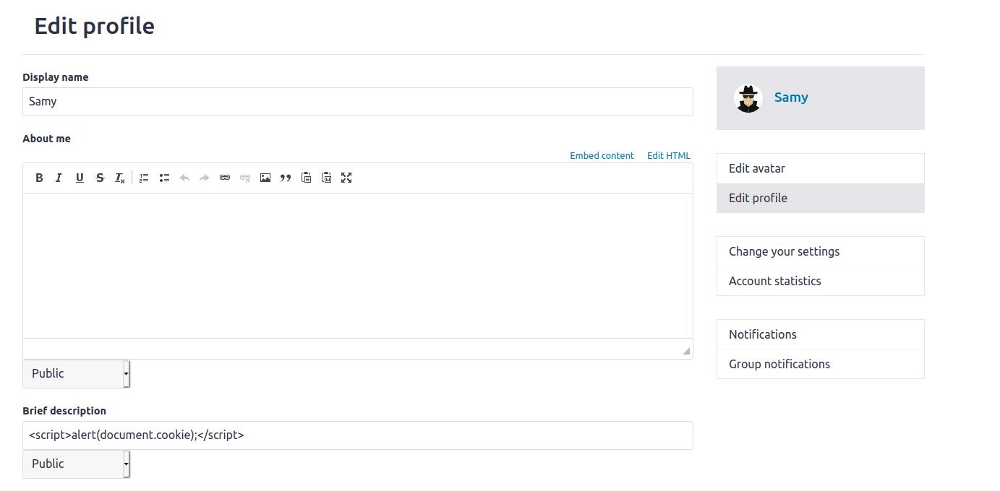 Edit profile
Display name
Samy
About me
Embed content Edit HTML
B I U S Tx
Public
Brief description
<script>alert(document.cookie);</script>
Public
Samy
Edit avatar
Edit profile
Change your settings
Account statistics
Notifications
Group notifications